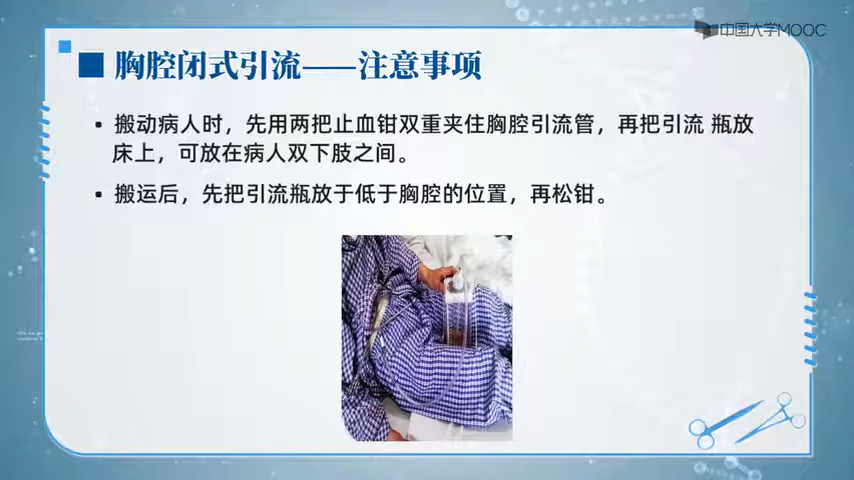 中国大学MOOC
胸腔闭式引流——注意事项
• 搬动病人时，先用两把止血钳双重夹住胸腔引流管，再把引流 瓶放
床上，可放在病人双下肢之间。
• 搬运后，先把引流瓶放于低于胸腔的位置，再松钳。